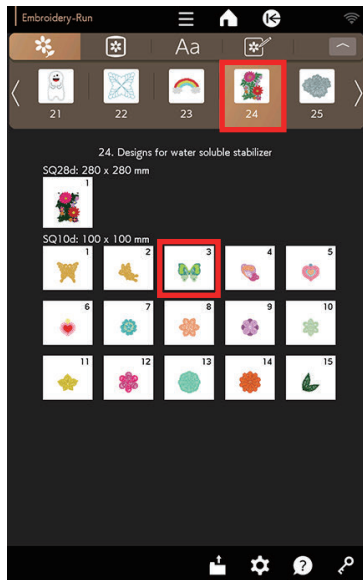 Embroidery-Run
Aa
21 22 23 24 25
24. Designs for water soluble stabilizer
SQ28d: 280 x 280 mm
1
SQ10d: 100 x 100 mm
1 2 3 4 5
6 7 8 9 10
11 12 13 14 15
?